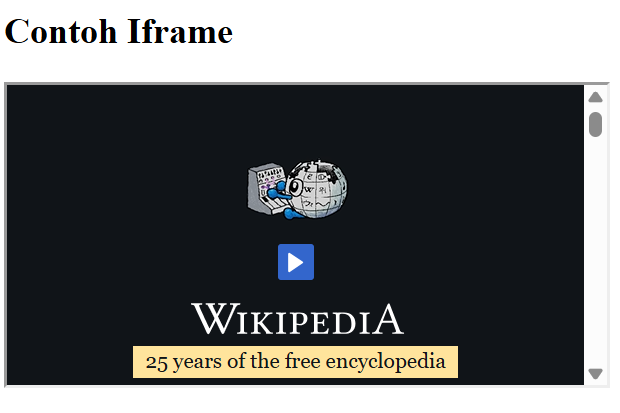 Contoh Iframe
WIKIPEDIA
25 years of the free encyclopedia